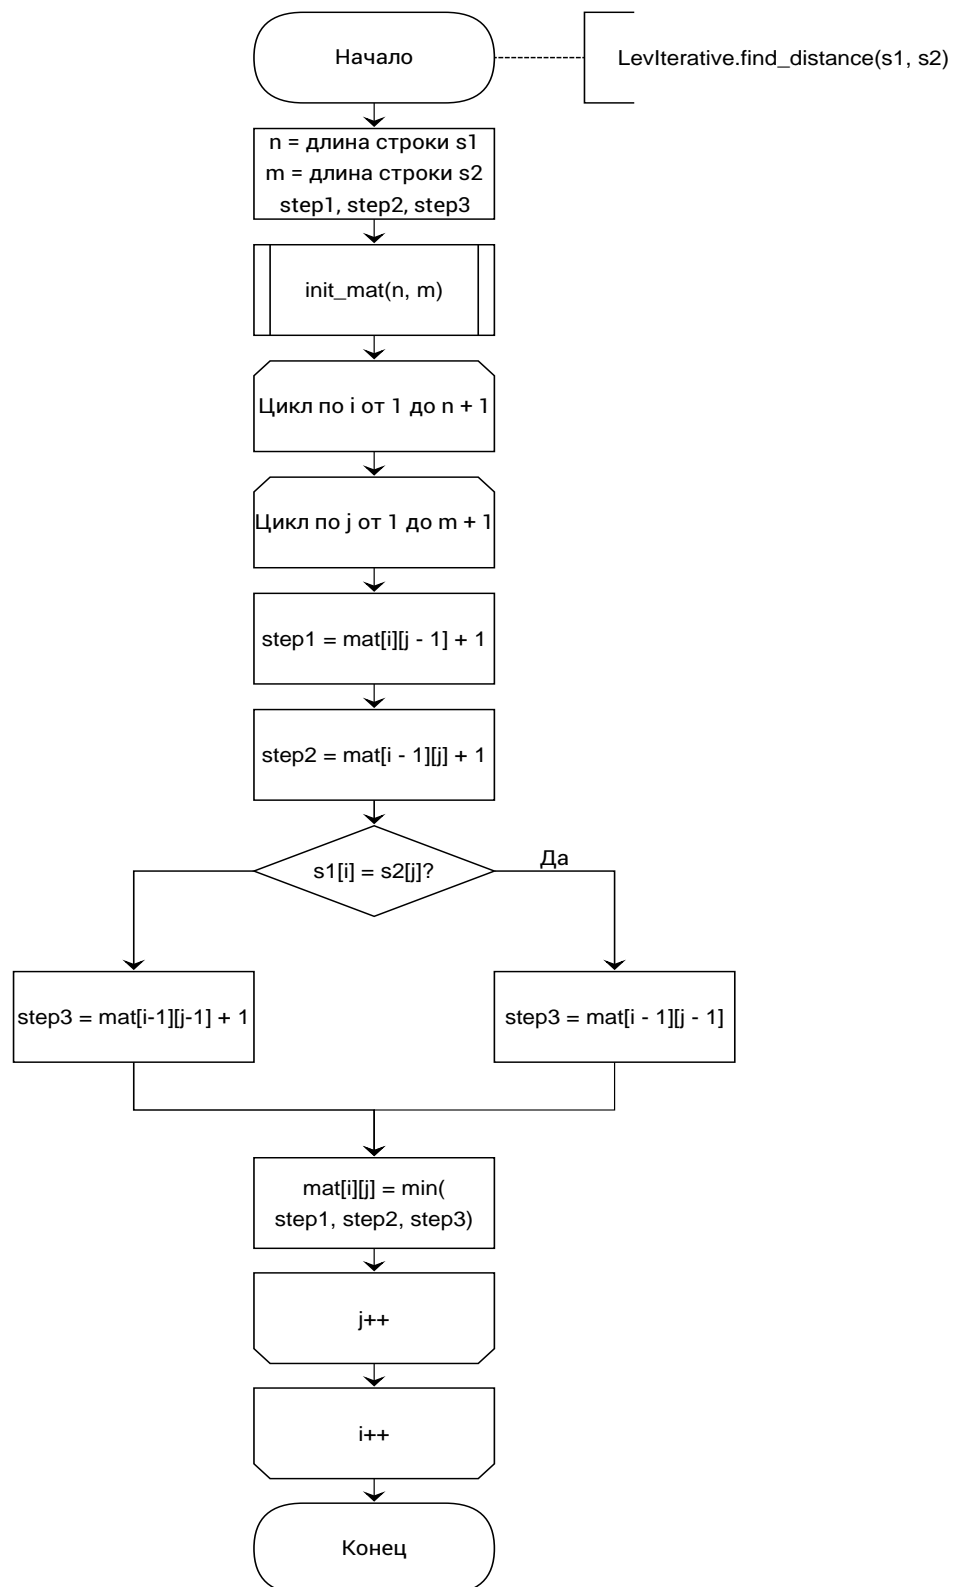 Начало
LevIterative.find_distance(s1, s2)
n = длина строки s1
m = длина строки s2
step1, step2, step3
init_mat(n, m)
Цикл по i от 1 до n + 1
Цикл по j от 1 до m + 1
step1 = mat[i][j - 1] + 1
step2 = mat[i - 1][j] + 1
s1[i] = s2[j]?
Да
step3 = mat[i-1][j-1] + 1
step3 = mat[i - 1][j - 1]
mat[i][j] = min(
step1, step2, step3)
j++
i++
Конец